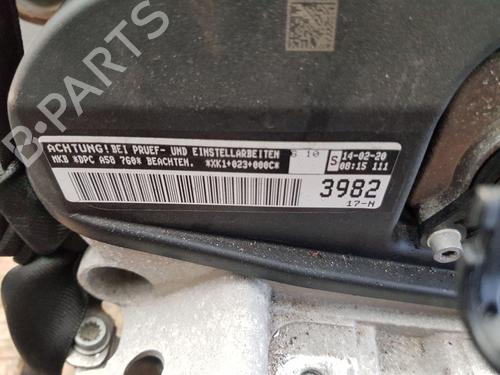 ACHTUNG! BEI PRUEF- UND EINSTELLARBEITEN
MKB *DPC A58 760* BEACHTEN. *XK1+023+000C*
G 10
S
14-02-20
08:15 111
3982
17-N
B PARTS